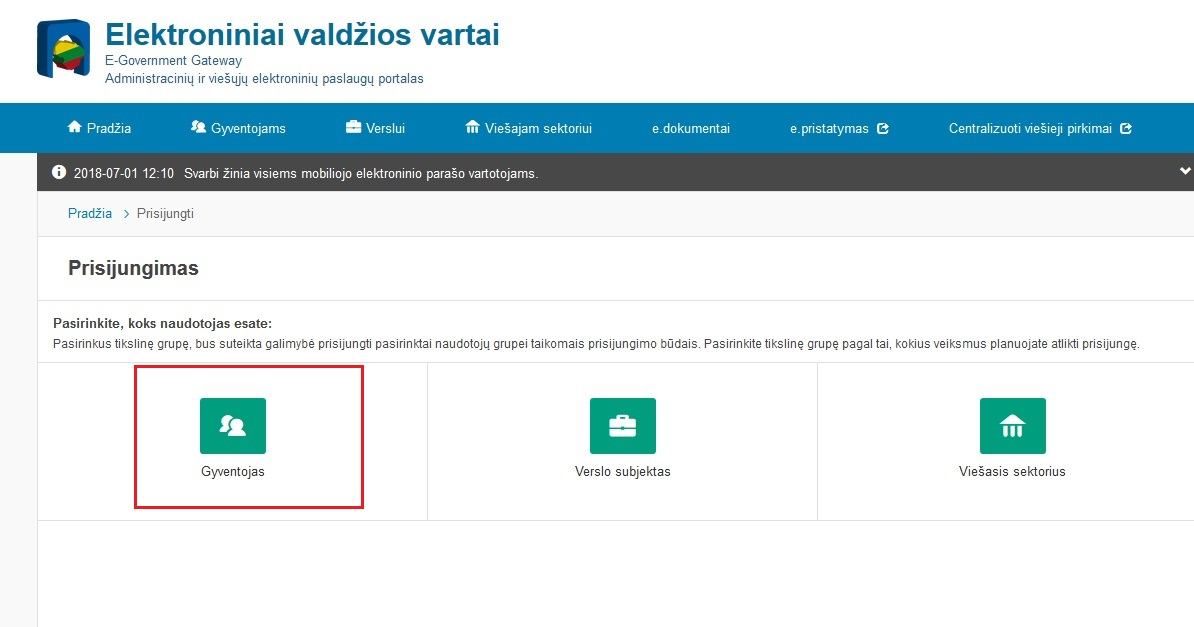 Elektroniniai valdžios vartai
E-Government Gateway
Administracinių ir viešųjų elektroninių paslaugų portalas
Pradžia Gyventojams Verslui Viešajam sektoriui e.dokumentai e.pristatymas Centralizuoti viešieji pirkimai
2018-07-01 12:10 Svarbi žinia visiems mobiliojo elektroninio parašo vartotojams.
Pradžia > Prisijungti
Prisijungimas
Pasirinkite, koks naudotojas esate:
Pasirinkus tikslinę grupę, bus suteikta galimybė prisijungti pasirinktai naudotojų grupei taikomais prisijungimo būdais. Pasirinkite tikslinę grupę pagal tai, kokius veiksmus planuojate atlikti prisijungę.
Gyventojas Verslo subjektas Viešasis sektorius